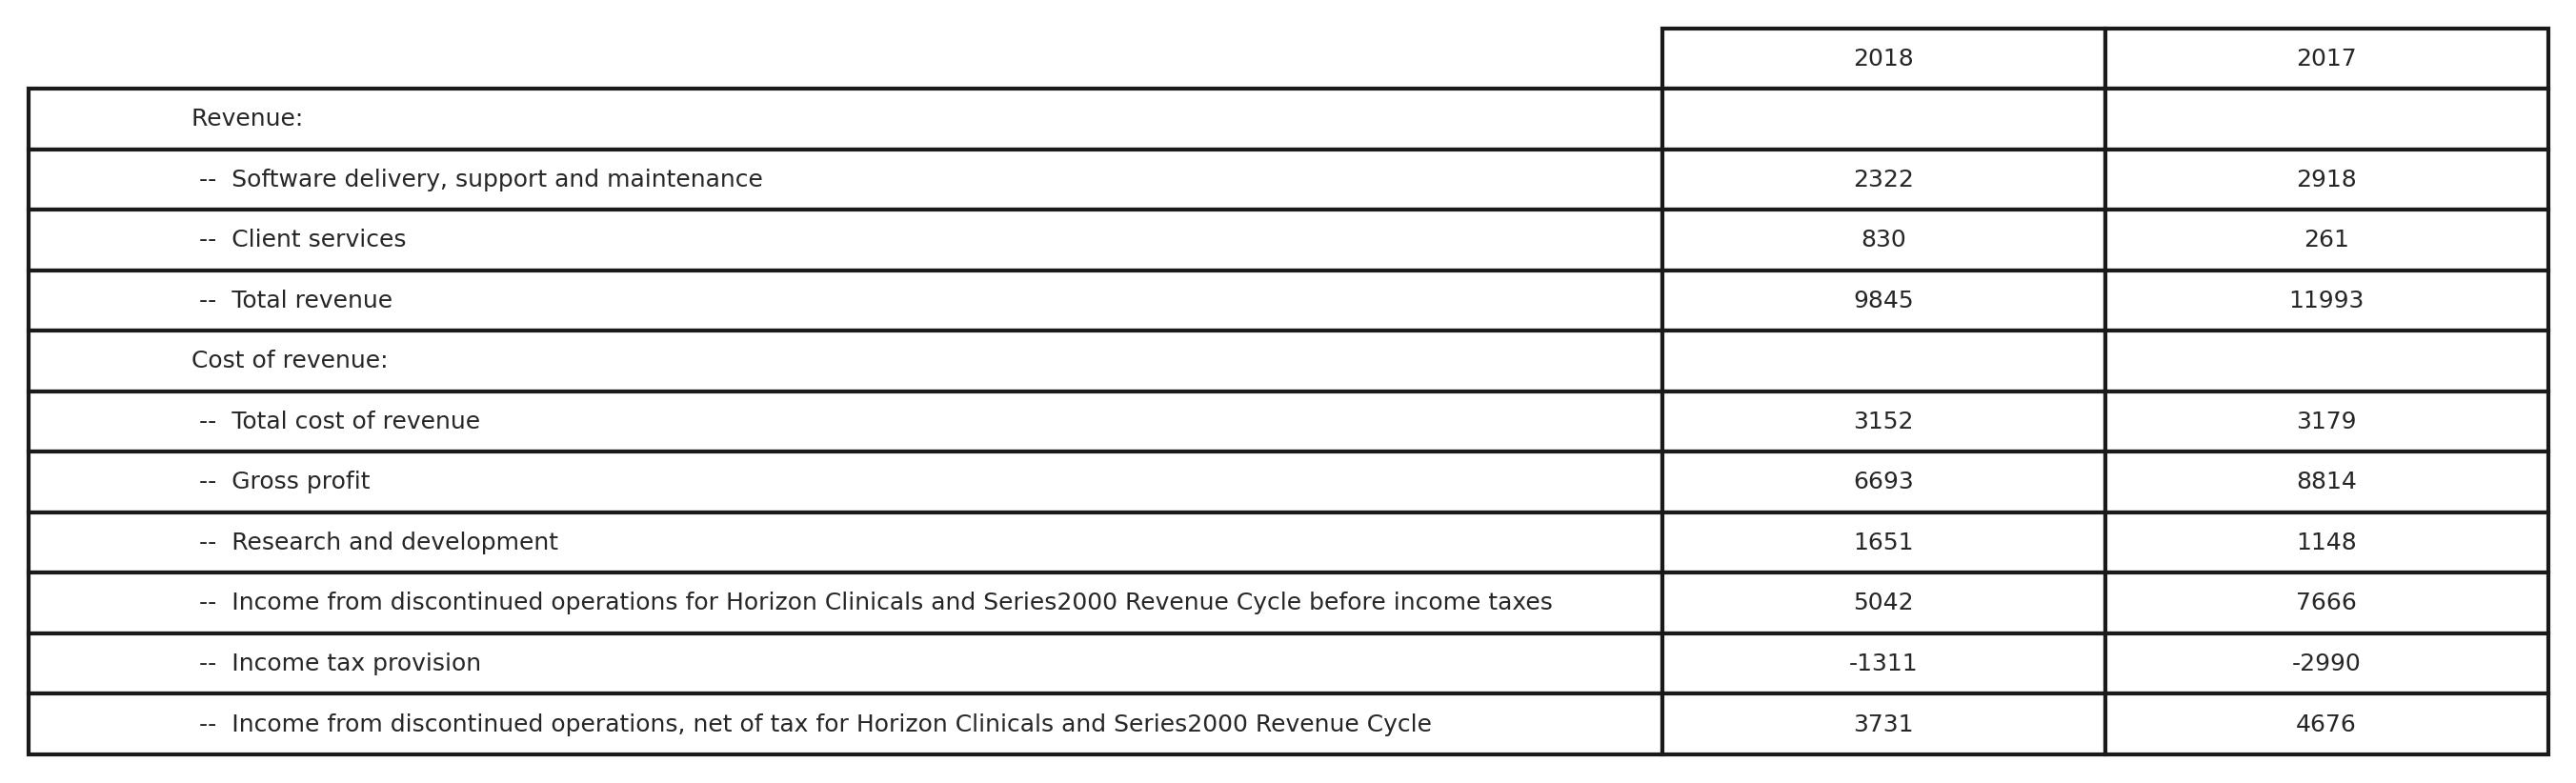 2018 2017
Revenue:
-- Software delivery, support and maintenance 2322 2918
-- Client services 830 261
-- Total revenue 9845 11993
Cost of revenue:
-- Total cost of revenue 3152 3179
-- Gross profit 6693 8814
-- Research and development 1651 1148
-- Income from discontinued operations for Horizon Clinicals and Series2000 Revenue Cycle before income taxes 5042 7666
-- Income tax provision -1311 -2990
-- Income from discontinued operations, net of tax for Horizon Clinicals and Series2000 Revenue Cycle 3731 4676